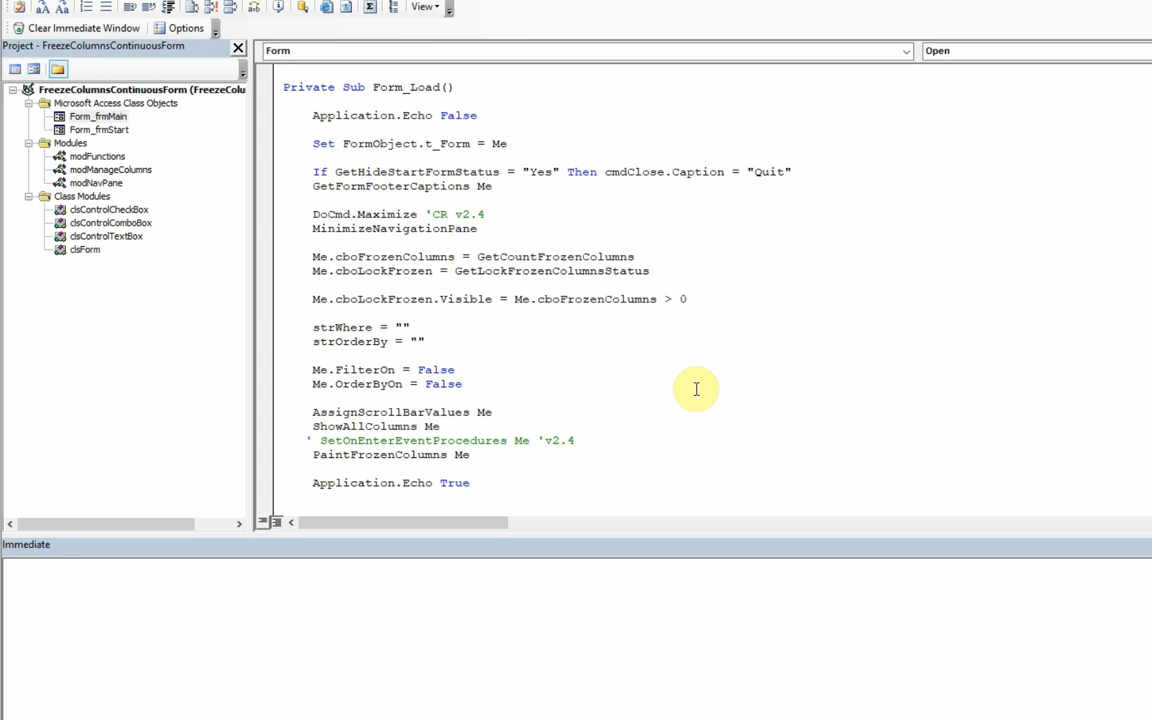 View
Clear Immediate Window
Options
Project - FreezeColumnsContinuousForm
FreezeColumnsContinuousForm (FreezeColu
Microsoft Access Class Objects
Form_frmMain
Form_frmStart
Modules
modFunctions
modManageColumns
modNavPane
Class Modules
clsControlCheckBox
clsControlComboBox
clsControlTextBox
clsForm
Form
Open
Private Sub Form_Load()
Application.Echo False
Set FormObject.t_Form = Me
If GetHideStartFormStatus = "Yes" Then cmdClose.Caption = "Quit"
GetFormFooterCaptions Me
DoCmd.Maximize 'CR v2.4
MinimizeNavigationPane
Me.cboFrozenColumns = GetCountFrozenColumns
Me.cboLockFrozen = GetLockFrozenColumnsStatus
Me.cboLockFrozen.Visible = Me.cboFrozenColumns > 0
strWhere = ""
strOrderBy = ""
Me.FilterOn = False
Me.OrderByOn = False
AssignScrollBarValues Me
ShowAllColumns Me
' SetOnEnterEventProcedures Me 'v2.4
PaintFrozenColumns Me
Application.Echo True
Immediate